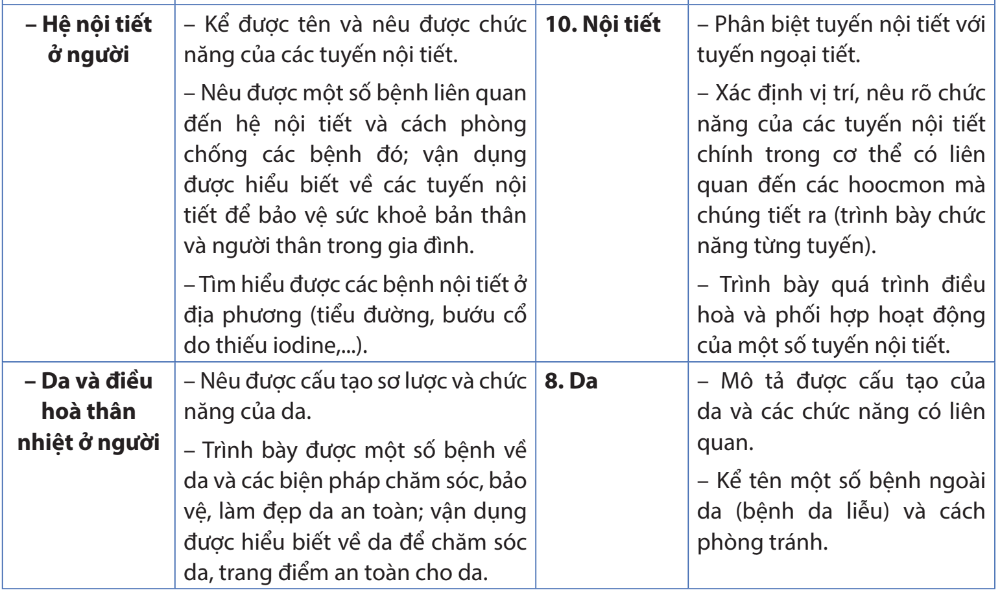 – Hệ nội tiết
ở người
– Kể được tên và nêu được chức
năng của các tuyến nội tiết.
– Nêu được một số bệnh liên quan
đến hệ nội tiết và cách phòng
chống các bệnh đó; vận dụng
được hiểu biết về các tuyến nội
tiết để bảo vệ sức khoẻ bản thân
và người thân trong gia đình.
– Tìm hiểu được các bệnh nội tiết ở
địa phương (tiểu đường, bướu cổ
do thiếu iodine,...).
10. Nội tiết
– Phân biệt tuyến nội tiết với
tuyến ngoại tiết.
– Xác định vị trí, nêu rõ chức
năng của các tuyến nội tiết
chính trong cơ thể có liên
quan đến các hoocmon mà
chúng tiết ra (trình bày chức
năng từng tuyến).
– Trình bày quá trình điều
hoà và phối hợp hoạt động
của một số tuyến nội tiết.
– Da và điều
hoà thân
nhiệt ở người
– Nêu được cấu tạo sơ lược và chức
năng của da.
– Trình bày được một số bệnh về
da và các biện pháp chăm sóc, bảo
vệ, làm đẹp da an toàn; vận dụng
được hiểu biết về da để chăm sóc
da, trang điểm an toàn cho da.
8. Da
– Mô tả được cấu tạo của
da và các chức năng có liên
quan.
– Kể tên một số bệnh ngoài
da (bệnh da liễu) và cách
phòng tránh.